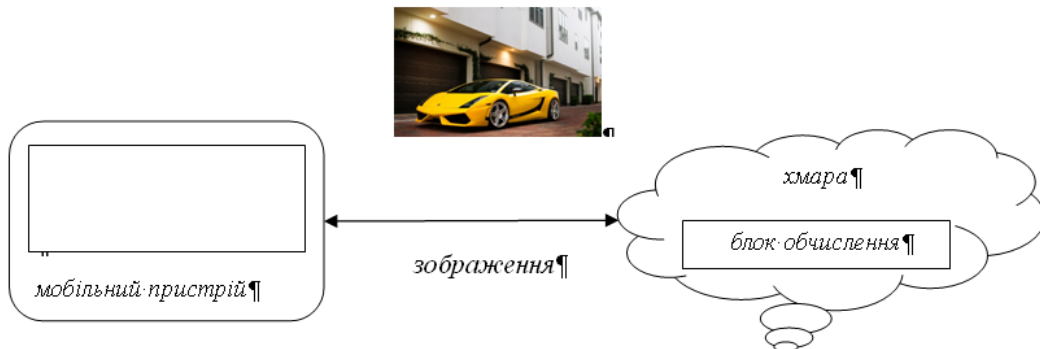 хмара¶
блок·обчислення¶
зображення¶
мобільний·пристрій¶